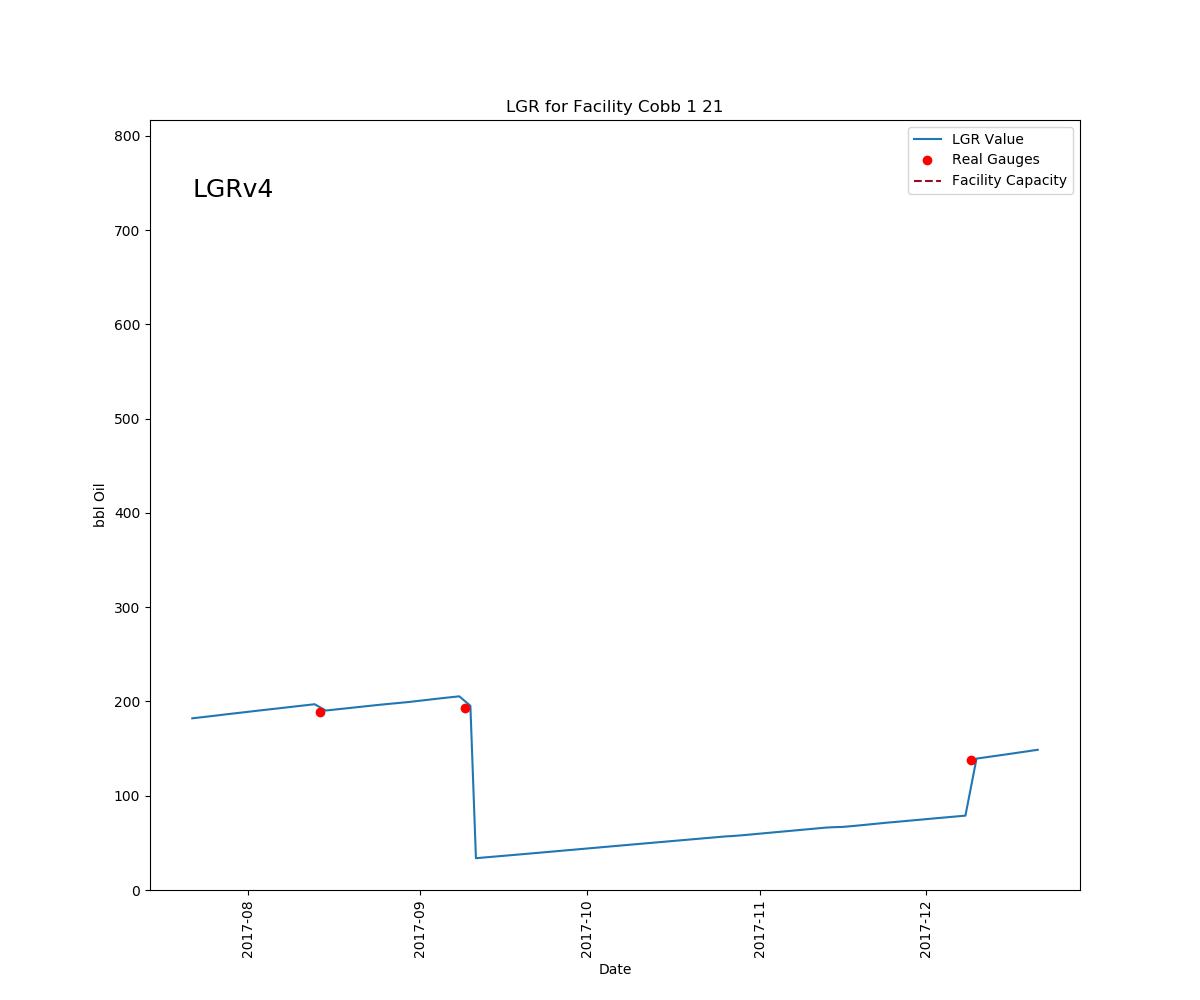 LGR for Facility Cobb 1 21
LGRv4
LGR Value
Real Gauges
Facility Capacity
bbl Oil
800
700
600
500
400
300
200
100
0
2017-08
2017-09
2017-10
2017-11
2017-12
Date